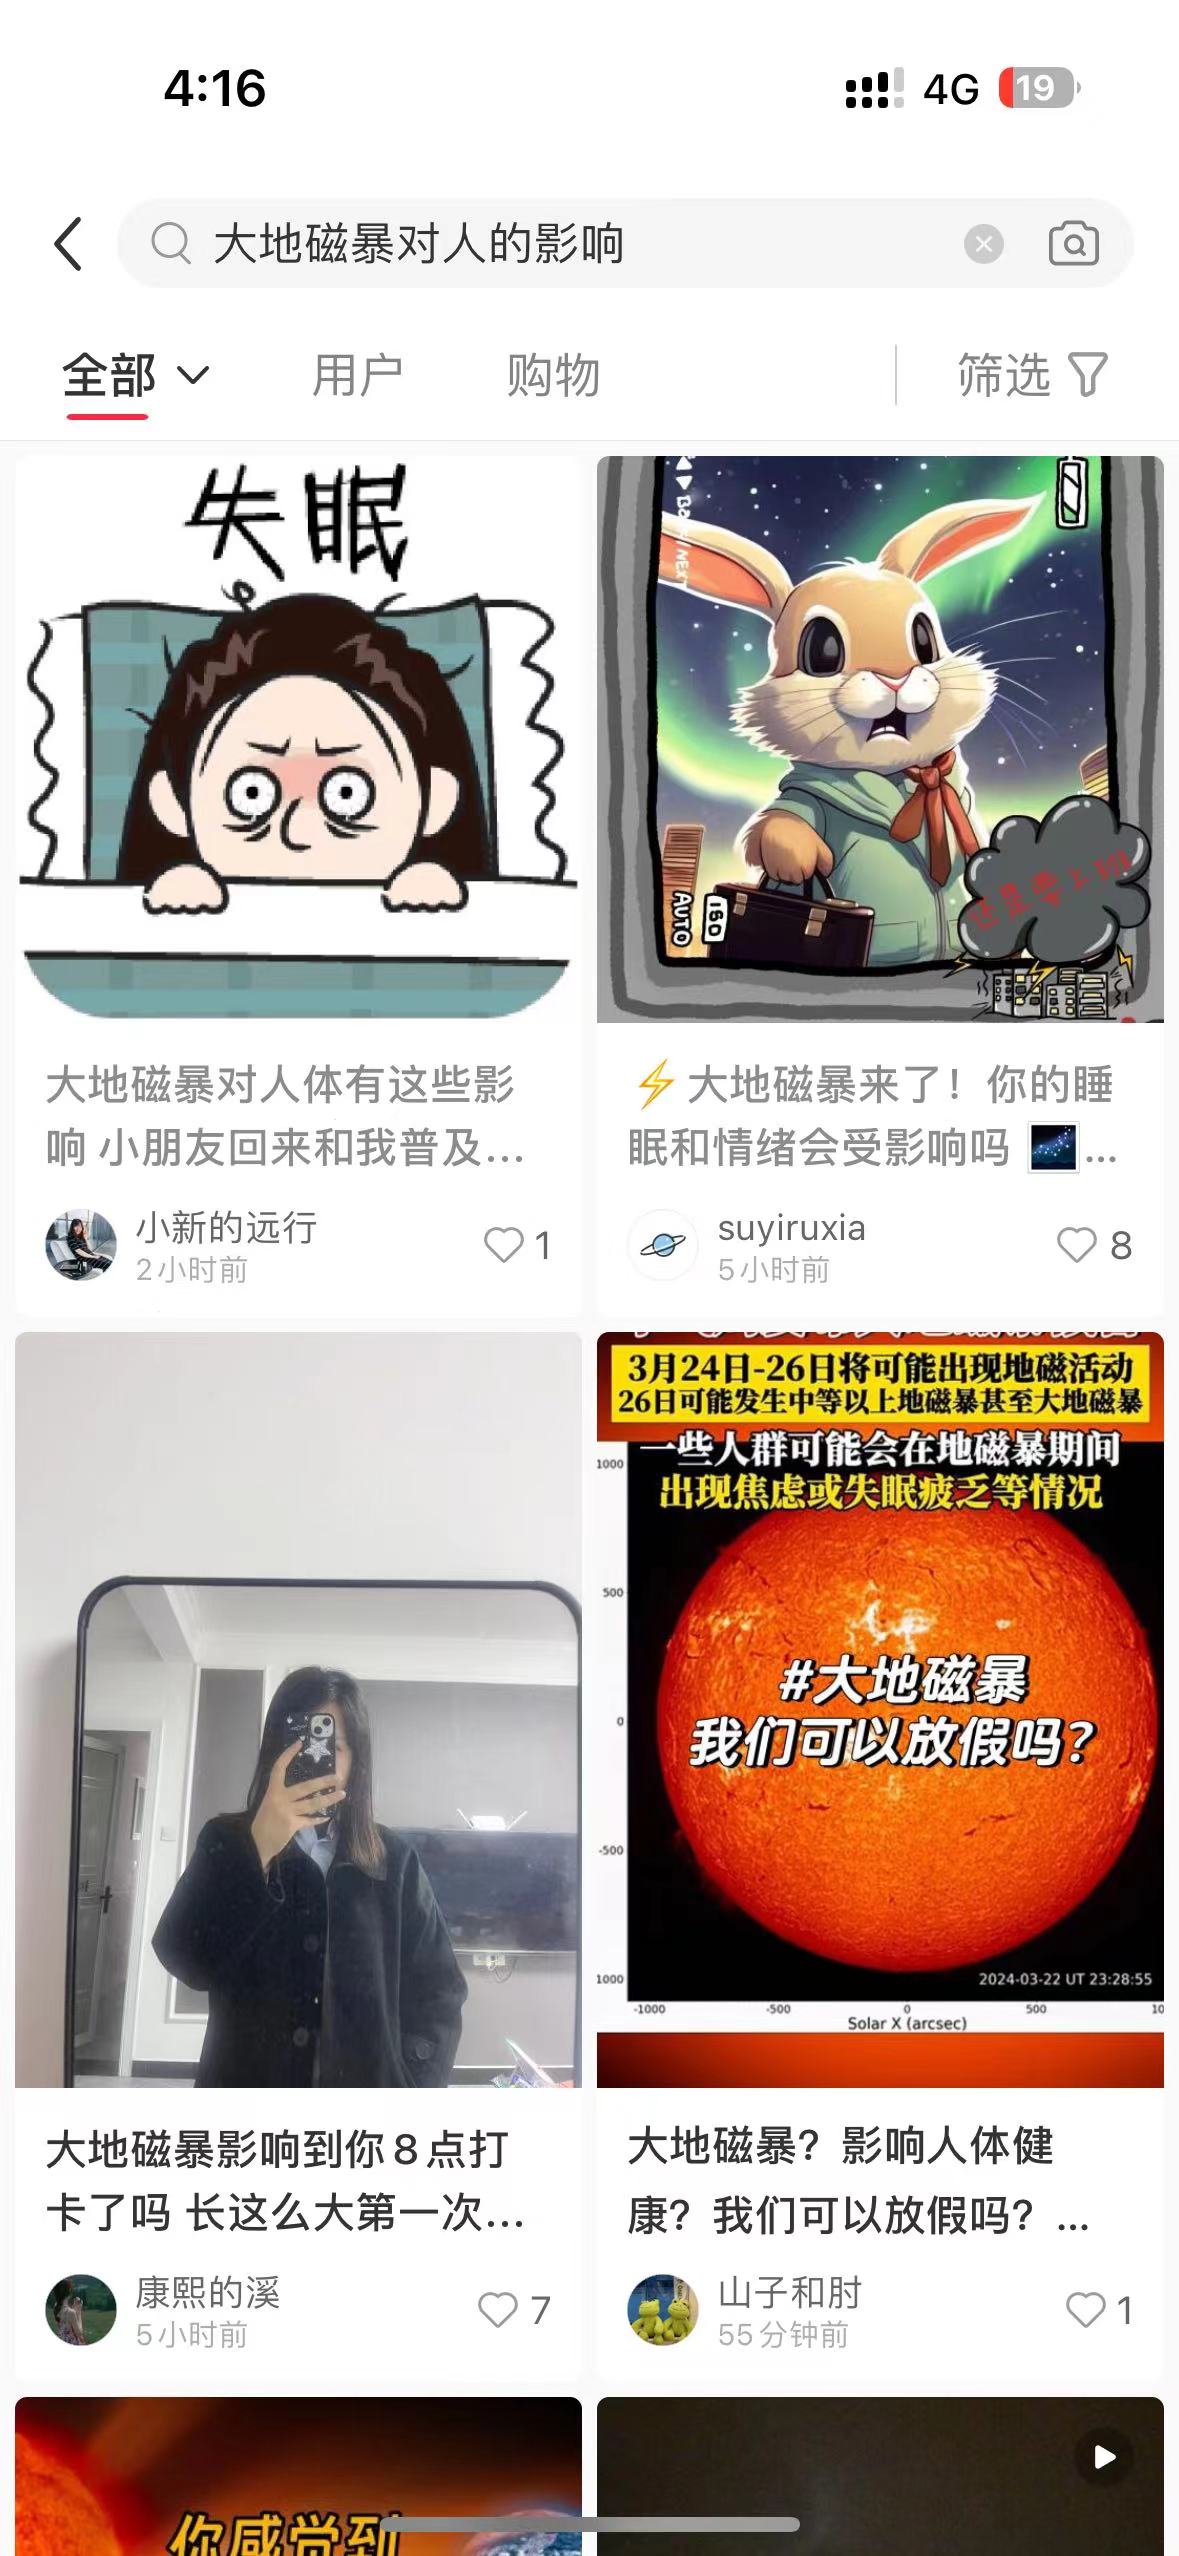 4:16
4G 19
大地磁暴对人的影响
全部 用户 购物 筛选
失眠
BACK/NEXT
还是要上班
AUTO ISO
大地磁暴对人体有这些影
响 小朋友回来和我普及...
小新的远行
2小时前
1
⚡大地磁暴来了！你的睡
眠和情绪会受影响吗 🌌...
suyiruxia
5小时前
8
大地磁暴影响到你8点打
卡了吗 长这么大第一次...
康熙的溪
5小时前
7
3月24日-26日将可能出现地磁活动
26日可能发生中等以上地磁暴甚至大地磁暴
一些人群可能会在地磁暴期间
出现焦虑或失眠疲乏等情况
1000
500
0
-500
1000
#大地磁暴
我们可以放假吗？
2024-03-22 UT 23:28:55
-1000 -500 0 500 10
Solar X (arcsec)
大地磁暴？影响人体健
康？我们可以放假吗？...
山子和肘
55分钟前
1
你感觉到